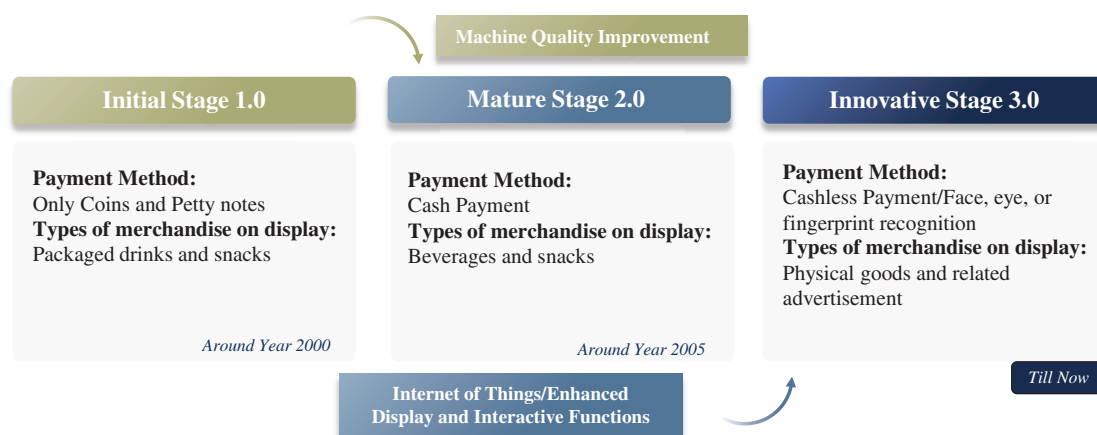 Machine Quality Improvement
Initial Stage 1.0
Mature Stage 2.0
Innovative Stage 3.0
Payment Method:
Only Coins and Petty notes
Types of merchandise on display:
Packaged drinks and snacks
Around Year 2000
Payment Method:
Cash Payment
Types of merchandise on display:
Beverages and snacks
Around Year 2005
Payment Method:
Cashless Payment/Face, eye, or
fingerprint recognition
Types of merchandise on display:
Physical goods and related
advertisement
Till Now
Internet of Things/Enhanced
Display and Interactive Functions